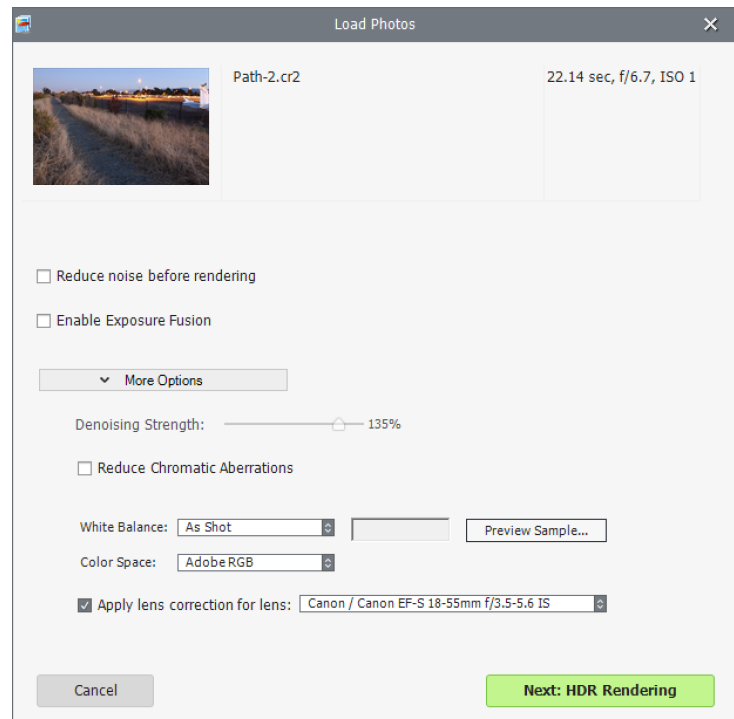 Load Photos
Path-2.cr2 22.14 sec, f/6.7, ISO 1
Reduce noise before rendering
Enable Exposure Fusion
More Options
Denoising Strength: 135%
Reduce Chromatic Aberrations
White Balance: As Shot Preview Sample...
Color Space: AdobeRGB
Apply lens correction for lens: Canon / Canon EF-S 18-55mm f/3.5-5.6 IS
Cancel Next: HDR Rendering